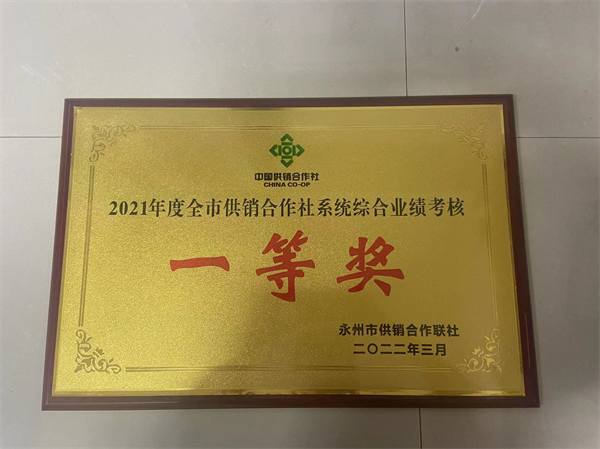 中国供销合作社
CHINA CO-OP
2021年度全市供销合作社系统综合业绩考核
一等奖
永州市供销合作联社
二〇二二年三月